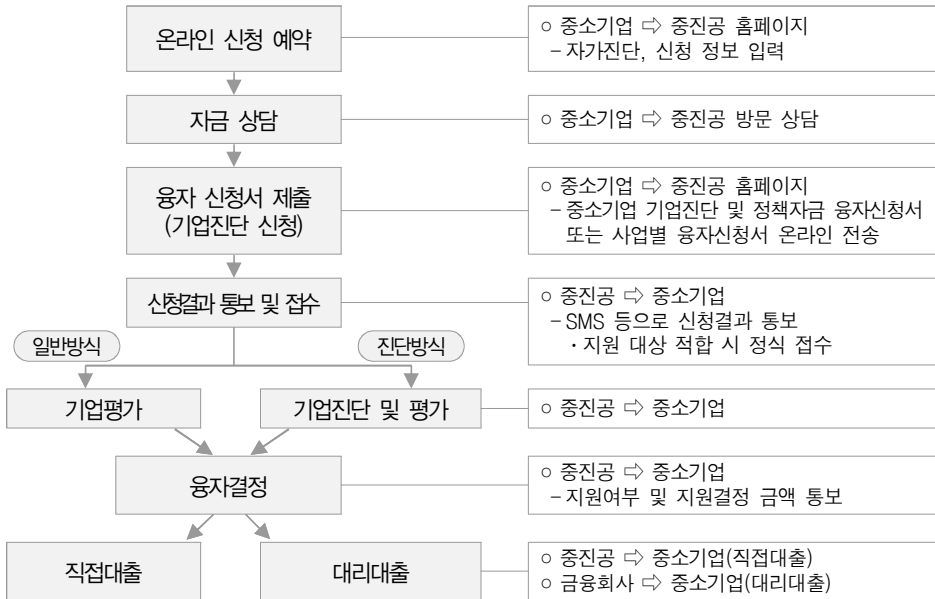 온라인 신청 예약
○ 중소기업 ⇨ 중진공 홈페이지
– 자가진단, 신청 정보 입력
자금 상담
○ 중소기업 ⇨ 중진공 방문 상담
융자 신청서 제출
(기업진단 신청)
○ 중소기업 ⇨ 중진공 홈페이지
– 중소기업 기업진단 및 정책자금 융자신청서
또는 사업별 융자신청서 온라인 전송
신청결과 통보 및 접수
○ 중진공 ⇨ 중소기업
– SMS 등으로 신청결과 통보
· 지원 대상 적합 시 정식 접수
일반방식
진단방식
기업평가
기업진단 및 평가
○ 중진공 ⇨ 중소기업
융자결정
○ 중진공 ⇨ 중소기업
– 지원여부 및 지원결정 금액 통보
직접대출
대리대출
○ 중진공 ⇨ 중소기업(직접대출)
○ 금융회사 ⇨ 중소기업(대리대출)